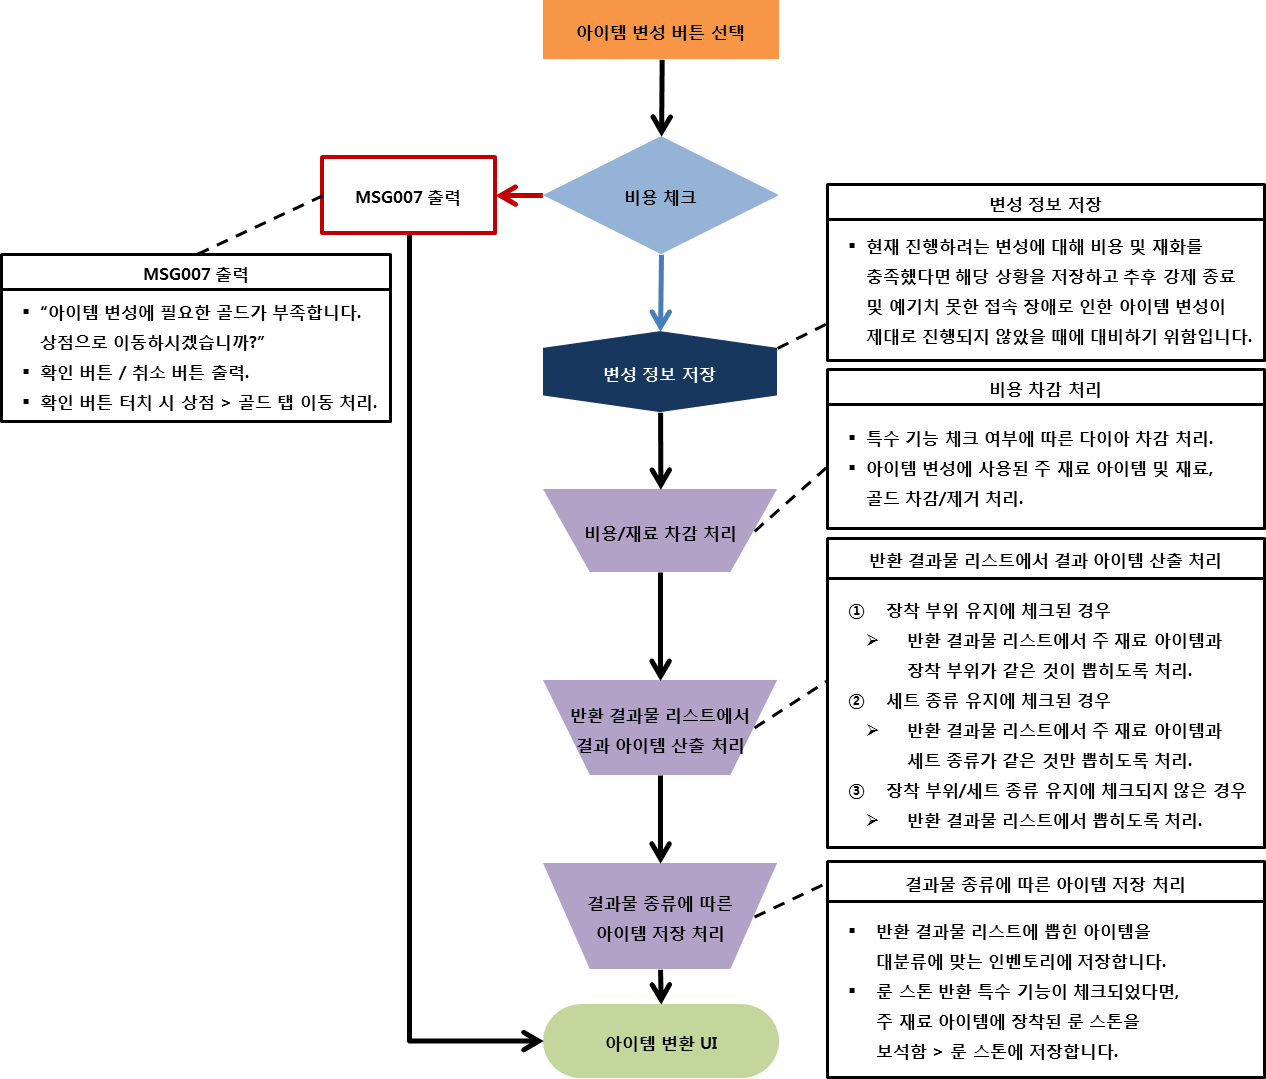 아이템 변성 버튼 선택
비용 체크
MSG007 출력
MSG007 출력
▪ “아이템 변성에 필요한 골드가 부족합니다.
상점으로 이동하시겠습니까?”
▪ 확인 버튼 / 취소 버튼 출력.
▪ 확인 버튼 터치 시 상점 > 골드 탭 이동 처리.
변성 정보 저장
변성 정보 저장
▪ 현재 진행하려는 변성에 대해 비용 및 재화를
충족했다면 해당 상황을 저장하고 추후 강제 종료
및 예기치 못한 접속 장애로 인한 아이템 변성이
제대로 진행되지 않았을 때에 대비하기 위함입니다.
비용/재료 차감 처리
비용 차감 처리
▪ 특수 기능 체크 여부에 따른 다이아 차감 처리.
▪ 아이템 변성에 사용된 주 재료 아이템 및 재료,
골드 차감/제거 처리.
반환 결과물 리스트에서
결과 아이템 산출 처리
반환 결과물 리스트에서 결과 아이템 산출 처리
① 장착 부위 유지에 체크된 경우
➢ 반환 결과물 리스트에서 주 재료 아이템과
장착 부위가 같은 것이 뽑히도록 처리.
② 세트 종류 유지에 체크된 경우
➢ 반환 결과물 리스트에서 주 재료 아이템과
세트 종류가 같은 것만 뽑히도록 처리.
③ 장착 부위/세트 종류 유지에 체크되지 않은 경우
➢ 반환 결과물 리스트에서 뽑히도록 처리.
결과물 종류에 따른
아이템 저장 처리
결과물 종류에 따른 아이템 저장 처리
▪ 반환 결과물 리스트에 뽑힌 아이템을
대분류에 맞는 인벤토리에 저장합니다.
▪ 룬 스톤 반환 특수 기능이 체크되었다면,
주 재료 아이템에 장착된 룬 스톤을
보석함 > 룬 스톤에 저장합니다.
아이템 변환 UI